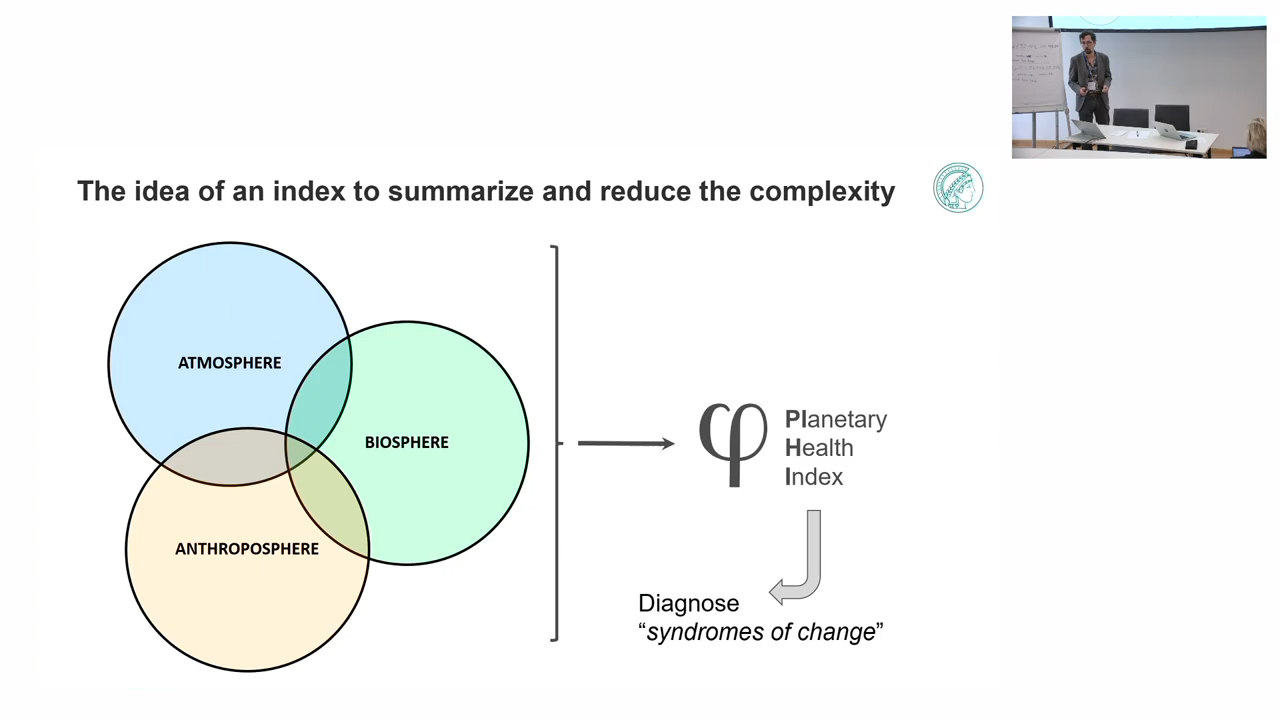 The idea of an index to summarize and reduce the complexity
ATMOSPHERE
BIOSPHERE
ANTHROPOSPHERE
φ
Planetary
Health
Index
Diagnose
“syndromes of change”